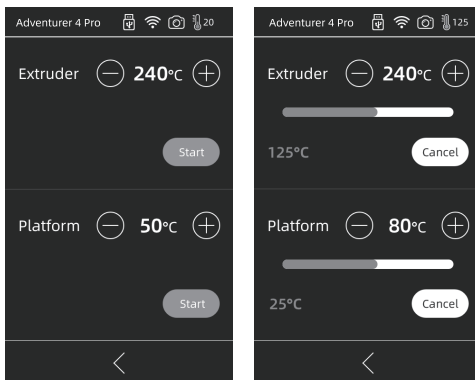 Adventurer 4 Pro 20
Extruder 240°C
Start
Platform 50°C
Start
Adventurer 4 Pro 125
Extruder 240°C
125°C Cancel
Platform 80°C
25°C Cancel